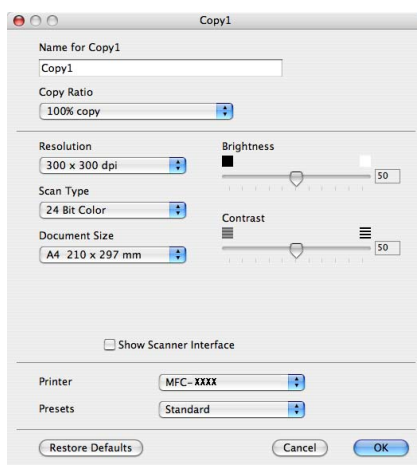 Copy1
Name for Copy1
Copy1
Copy Ratio
100% copy
Resolution
300 x 300 dpi
Scan Type
24 Bit Color
Document Size
A4 210 x 297 mm
Brightness
50
Contrast
50
Show Scanner Interface
Printer
MFC-XXXX
Presets
Standard
Restore Defaults
Cancel
OK